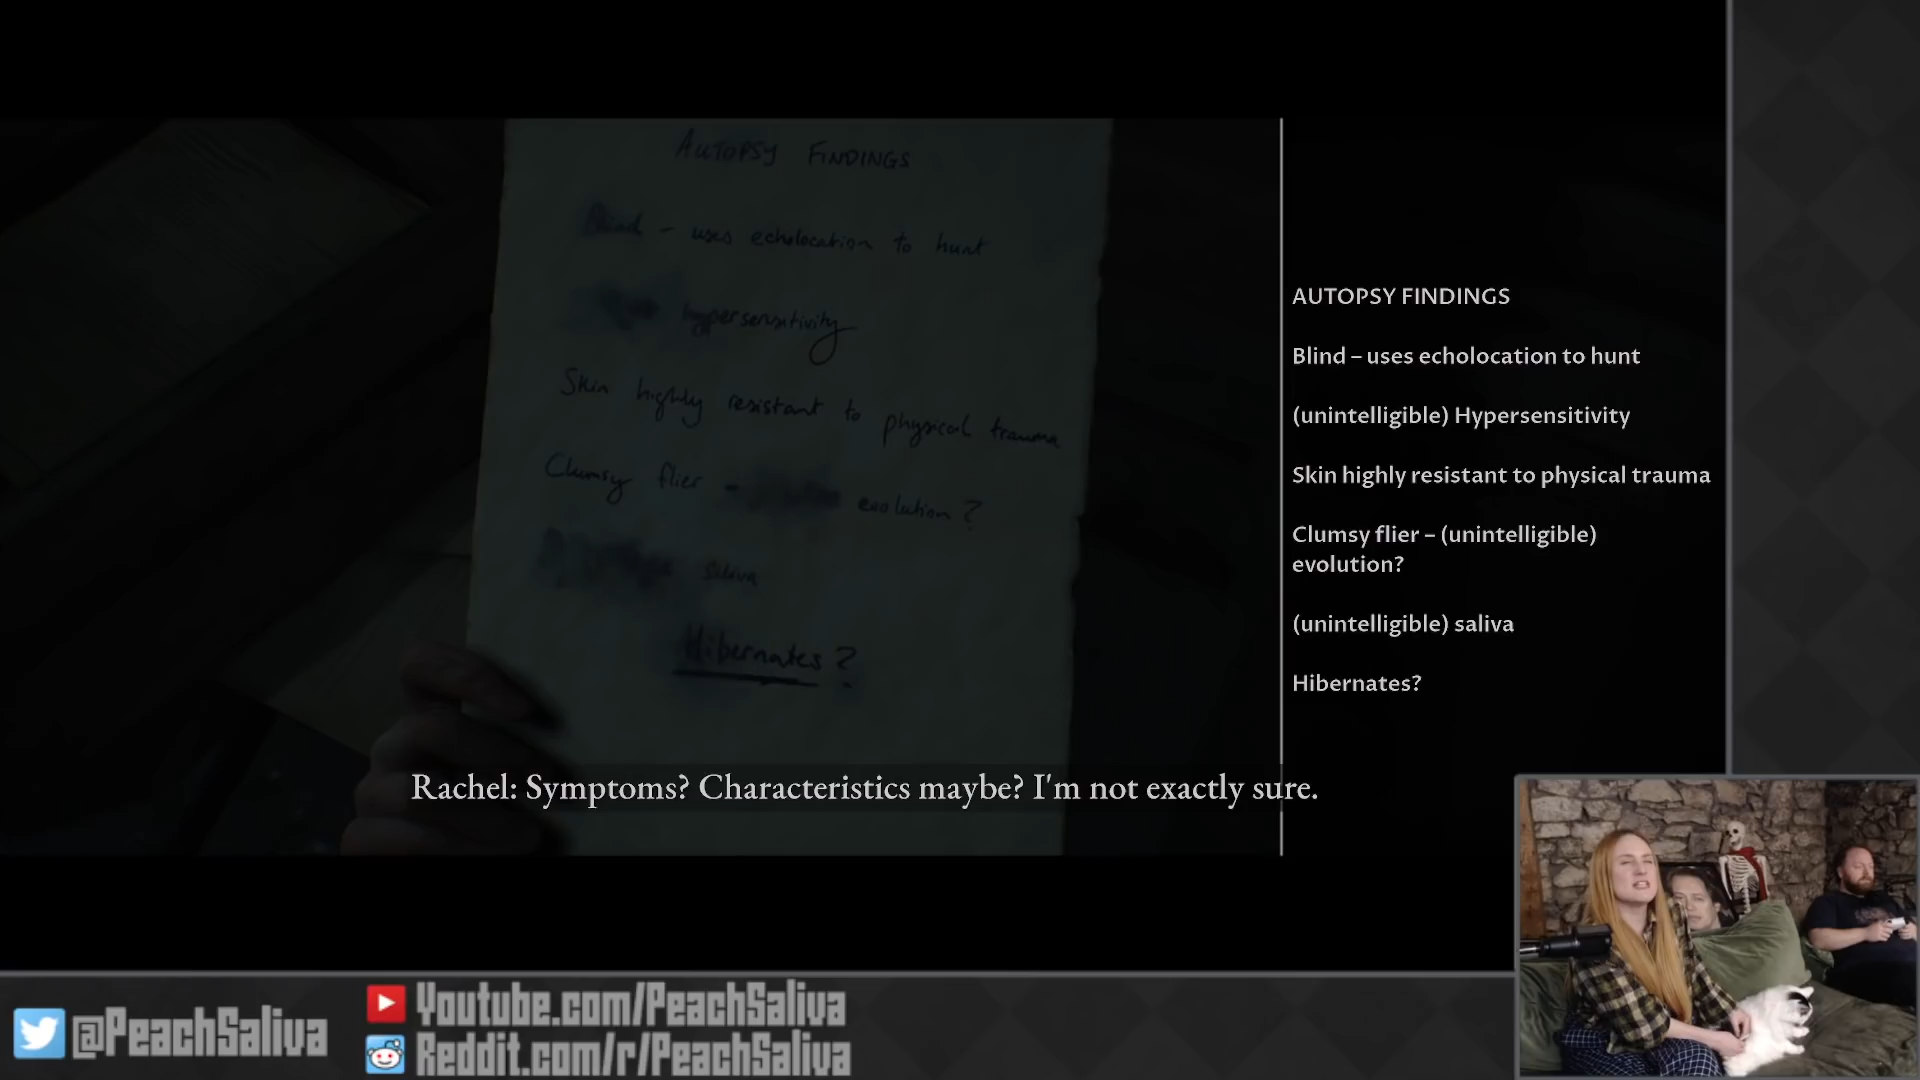 AUTOPSY FINDINGS
Blind - uses echolocation to hunt
hypersensitivity
Skin highly resistant to physical trauma
Clumsy flier - evolution?
saliva
Hibernates?
AUTOPSY FINDINGS
Blind – uses echolocation to hunt
(unintelligible) Hypersensitivity
Skin highly resistant to physical trauma
Clumsy flier – (unintelligible)
evolution?
(unintelligible) saliva
Hibernates?
Rachel: Symptoms? Characteristics maybe? I'm not exactly sure.
@PeachSaliva
Youtube.com/PeachSaliva
Reddit.com/r/PeachSaliva